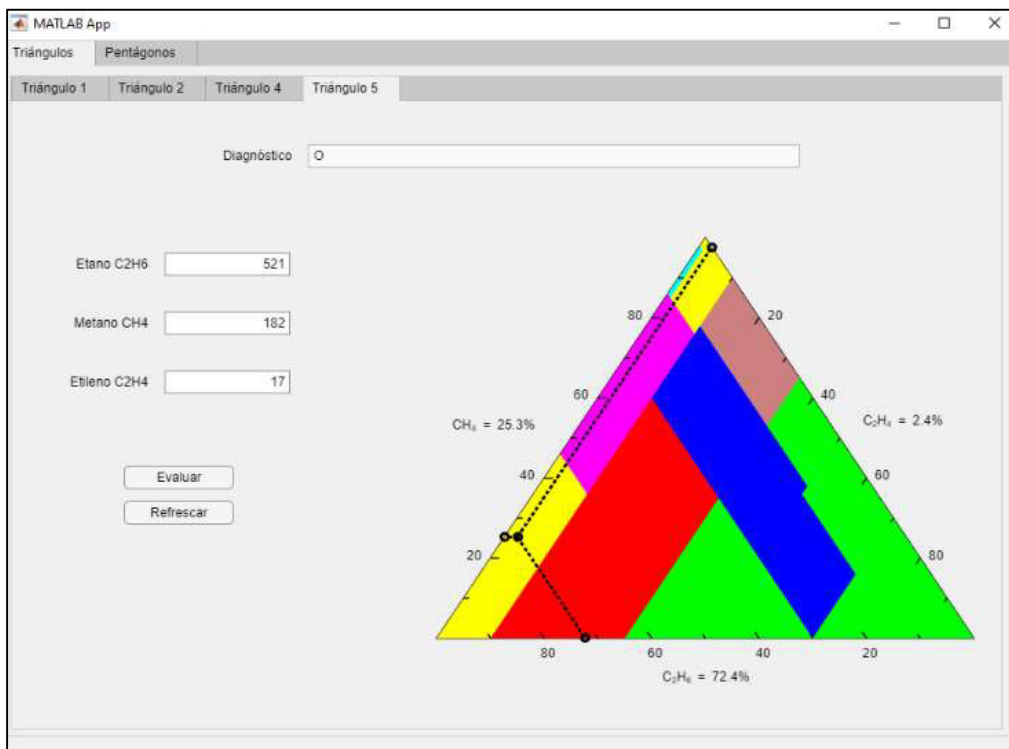 MATLAB App
Triángulos Pentágonos
Triángulo 1 Triángulo 2 Triángulo 4 Triángulo 5
Diagnóstico O
Etano C2H6 521
Metano CH4 182
Etileno C2H4 17
Evaluar
Refrescar
80 20
60 40
CH₄ = 25.3% C₂H₄ = 2.4%
40 60
20 80
80 60 40 20
C₂H₆ = 72.4%